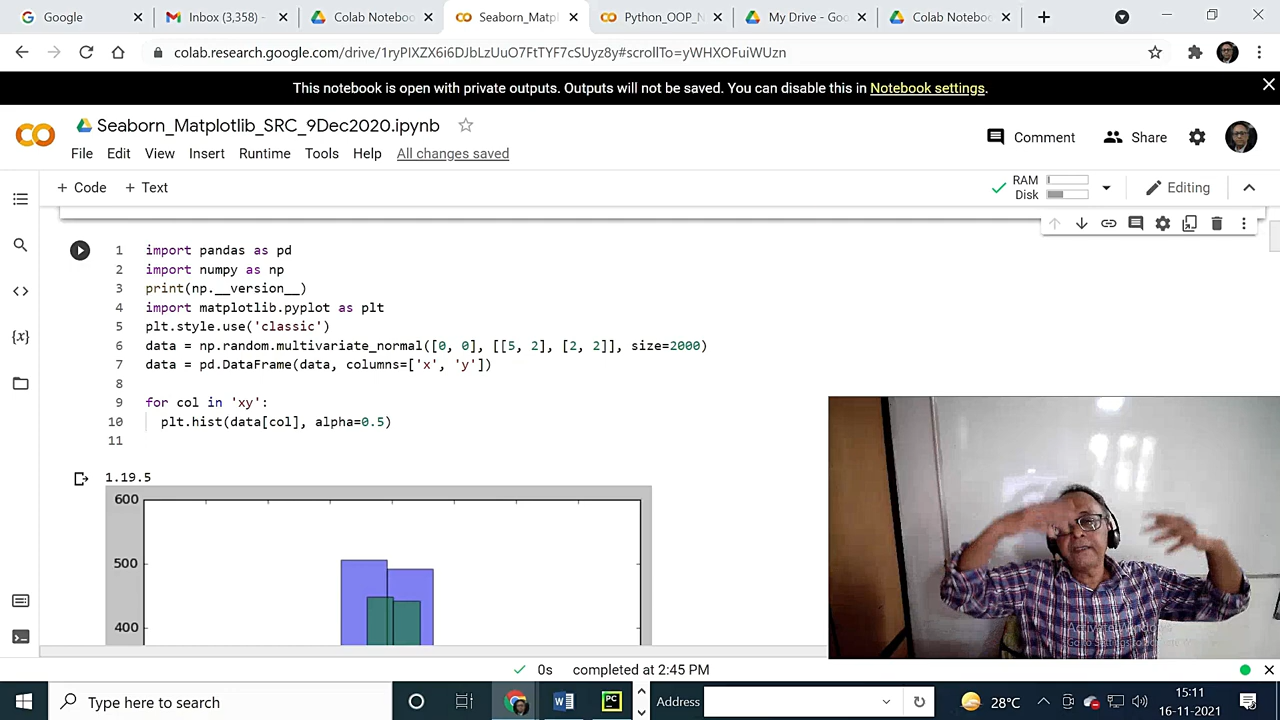 Google
Inbox (3,358) -
Colab Notebo
Seaborn_Matpl
Python_OOP_N
My Drive - Goo
Colab Notebo
colab.research.google.com/drive/1ryPIXZX6i6DJbLzUuO7FtTYF7cSUyz8y#scrollTo=yWHXOFuiWUzn
This notebook is open with private outputs. Outputs will not be saved. You can disable this in Notebook settings.
Seaborn_Matplotlib_SRC_9Dec2020.ipynb
Comment
Share
File Edit View Insert Runtime Tools Help All changes saved
+ Code + Text
RAM
Disk
Editing
1 import pandas as pd
2 import numpy as np
3 print(np.__version__)
4 import matplotlib.pyplot as plt
5 plt.style.use('classic')
6 data = np.random.multivariate_normal([0, 0], [[5, 2], [2, 2]], size=2000)
7 data = pd.DataFrame(data, columns=['x', 'y'])
8
9 for col in 'xy':
10 plt.hist(data[col], alpha=0.5)
11
1.19.5
600
500
400
0s completed at 2:45 PM
Type here to search
Address
28°C
15:11
16-11-2021